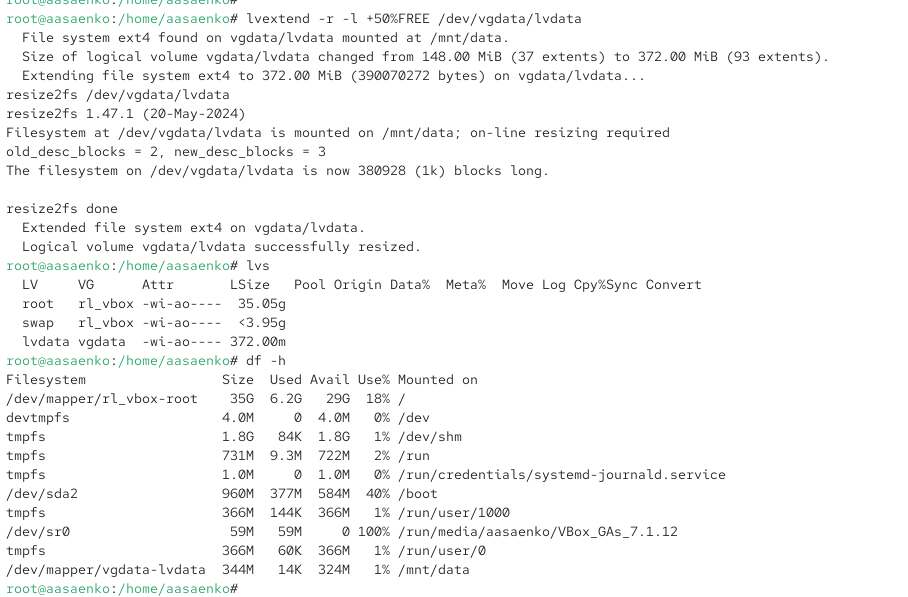 root@aasaenko:/home/aasaenko#
root@aasaenko:/home/aasaenko# lvextend -r -l +50%FREE /dev/vgdata/lvdata
  File system ext4 found on vgdata/lvdata mounted at /mnt/data.
  Size of logical volume vgdata/lvdata changed from 148.00 MiB (37 extents) to 372.00 MiB (93 extents).
  Extending file system ext4 to 372.00 MiB (390070272 bytes) on vgdata/lvdata...
resize2fs /dev/vgdata/lvdata
resize2fs 1.47.1 (20-May-2024)
Filesystem at /dev/vgdata/lvdata is mounted on /mnt/data; on-line resizing required
old_desc_blocks = 2, new_desc_blocks = 3
The filesystem on /dev/vgdata/lvdata is now 380928 (1k) blocks long.

resize2fs done
  Extended file system ext4 on vgdata/lvdata.
  Logical volume vgdata/lvdata successfully resized.
root@aasaenko:/home/aasaenko# lvs
  LV     VG      Attr       LSize   Pool Origin Data%  Meta%  Move Log Cpy%Sync Convert
  root   rl_vbox -wi-ao----  35.05g
  swap   rl_vbox -wi-ao----  <3.95g
  lvdata vgdata  -wi-ao---- 372.00m
root@aasaenko:/home/aasaenko# df -h
Filesystem                 Size  Used Avail Use% Mounted on
/dev/mapper/rl_vbox-root    35G  6.2G   29G  18% /
devtmpfs                   4.0M     0  4.0M   0% /dev
tmpfs                      1.8G   84K  1.8G   1% /dev/shm
tmpfs                      731M  9.3M  722M   2% /run
tmpfs                      1.0M     0  1.0M   0% /run/credentials/systemd-journald.service
/dev/sda2                  960M  377M  584M  40% /boot
tmpfs                      366M  144K  366M   1% /run/user/1000
/dev/sr0                    59M   59M     0 100% /run/media/aasaenko/VBox_GAs_7.1.12
tmpfs                      366M   60K  366M   1% /run/user/0
/dev/mapper/vgdata-lvdata  344M   14K  324M   1% /mnt/data
root@aasaenko:/home/aasaenko#